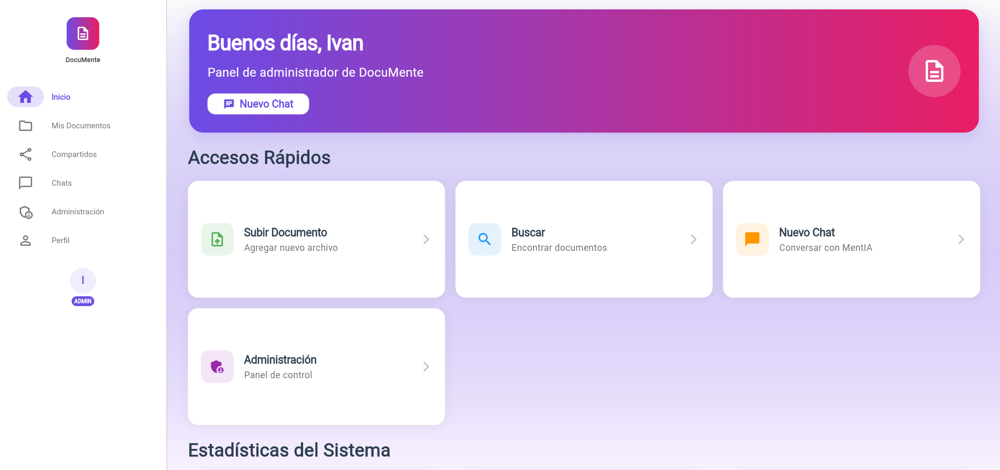 DocuMente
Inicio
Mis Documentos
Compartidos
Chats
Administración
Perfil
I
ADMIN
Buenos días, Ivan
Panel de administrador de DocuMente
Nuevo Chat
Accesos Rápidos
Subir Documento
Agregar nuevo archivo
Buscar
Encontrar documentos
Nuevo Chat
Conversar con MentIA
Administración
Panel de control
Estadísticas del Sistema